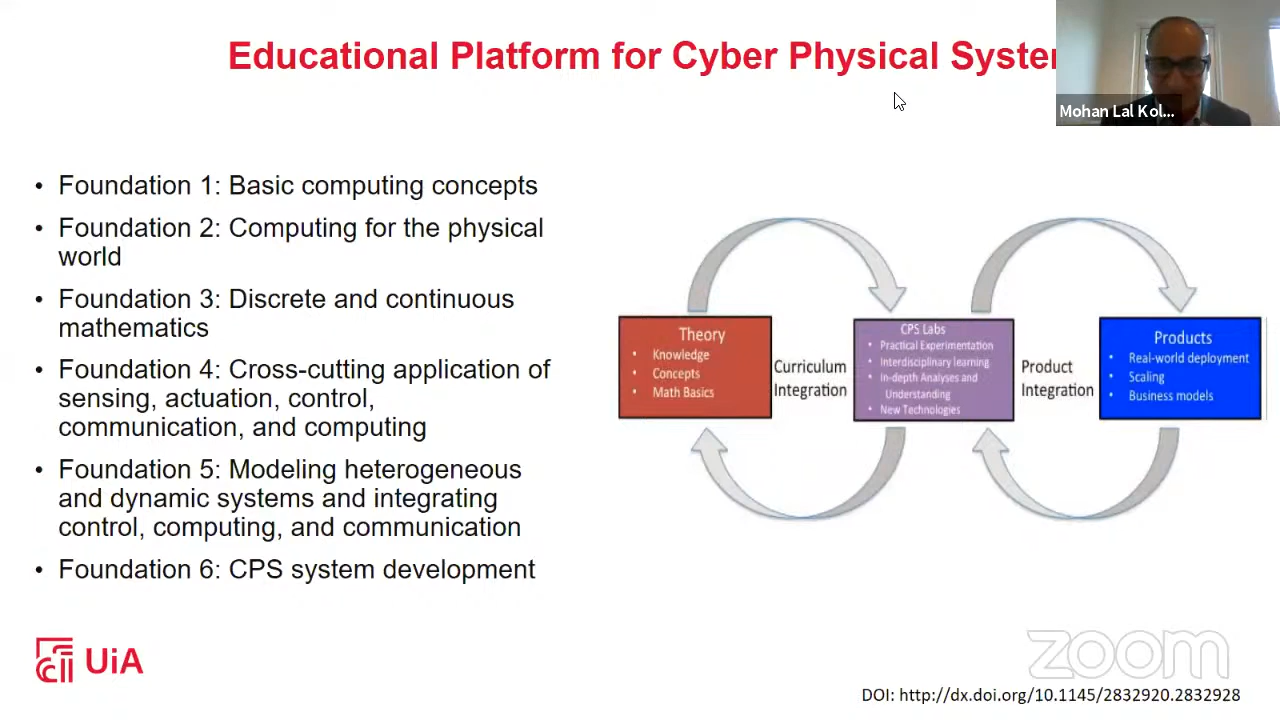 Educational Platform for Cyber Physical
Mohan Lal Kol...
• Foundation 1: Basic computing concepts
• Foundation 2: Computing for the physical
world
• Foundation 3: Discrete and continuous
mathematics
• Foundation 4: Cross-cutting application of
sensing, actuation, control,
communication, and computing
• Foundation 5: Modeling heterogeneous
and dynamic systems and integrating
control, computing, and communication
• Foundation 6: CPS system development
Theory
• Knowledge
• Concepts
• Math Basics
Curriculum
Integration
CPS Labs
• Practical Experimentation
• Interdisciplinary learning
• In-depth Analyses and
Understanding
• New Technologies
Product
Integration
Products
• Real-world deployment
• Scaling
• Business models
UiA
zoom
DOI: http://dx.doi.org/10.1145/2832920.2832928